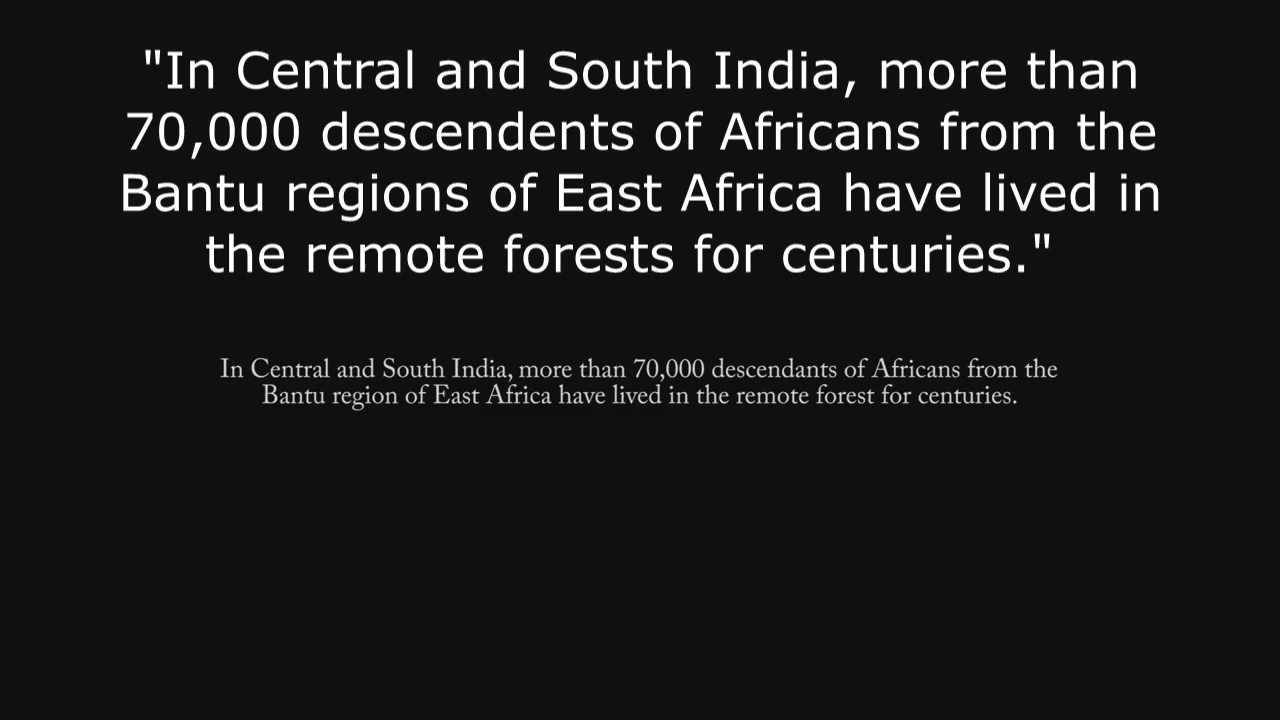 "In Central and South India, more than
70,000 descendents of Africans from the
Bantu regions of East Africa have lived in
the remote forests for centuries."
In Central and South India, more than 70,000 descendants of Africans from the
Bantu region of East Africa have lived in the remote forest for centuries.